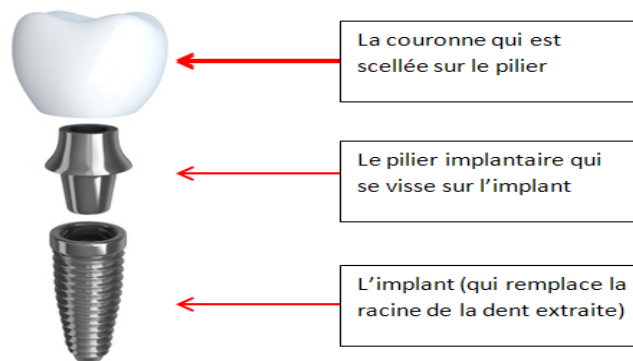 La couronne qui est
scellée sur le pilier
Le pilier implantaire qui
se visse sur l’implant
L’implant (qui remplace la
racine de la dent extraite)